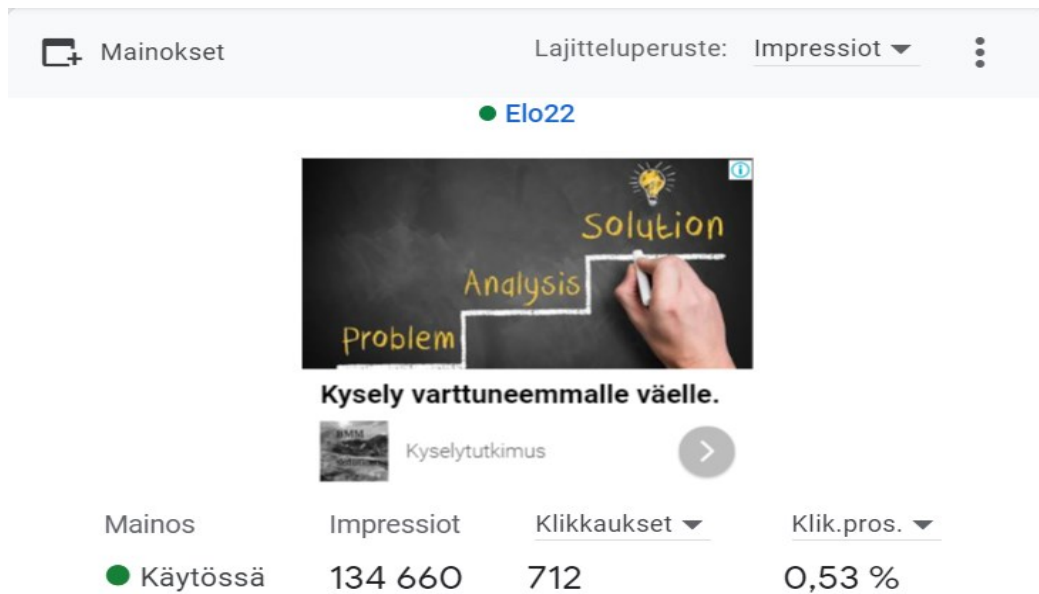 Mainokset
Lajitteluperuste: Impressiot
Elo22
Solution
Analysis
Problem
Kysely varttuneemmalle väelle.
BMM
Kyselytutkimus
Mainos Impressiot Klikkaukset Klik.pros.
Käytössä 134 660 712 0,53 %